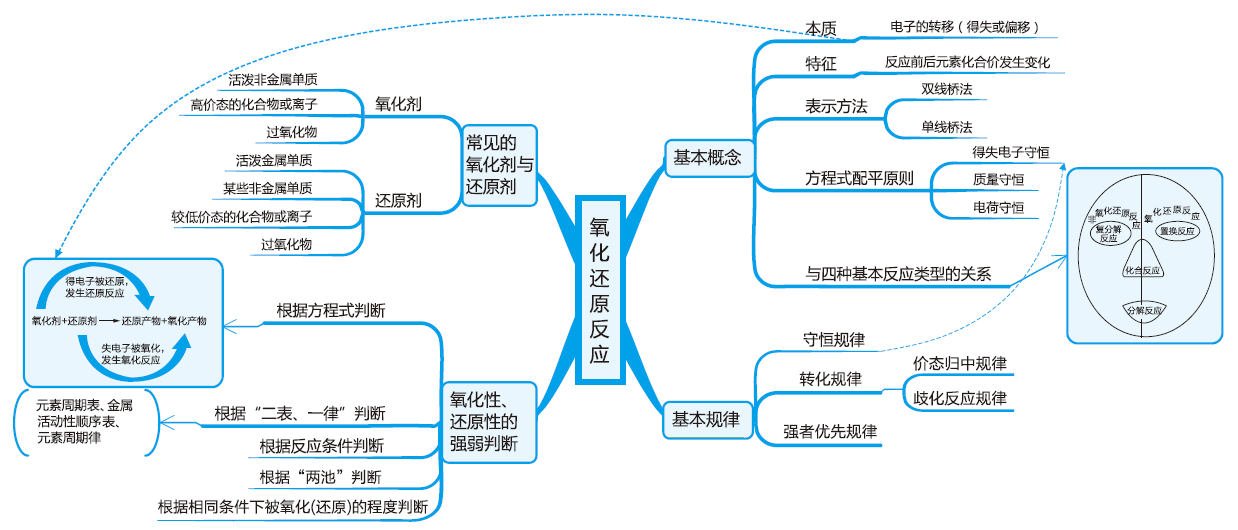 氧
化
还
原
反
应
基本概念
本质
电子的转移（得失或偏移）
特征
反应前后元素化合价发生变化
表示方法
双线桥法
单线桥法
方程式配平原则
得失电子守恒
质量守恒
电荷守恒
与四种基本反应类型的关系
非氧化还原反应
氧化还原反应
复分解
反应
置换反应
化合反应
分解反应
基本规律
守恒规律
转化规律
价态归中规律
歧化反应规律
强者优先规律
常见的
氧化剂与
还原剂
氧化剂
活泼非金属单质
高价态的化合物或离子
过氧化物
还原剂
活泼金属单质
某些非金属单质
较低价态的化合物或离子
过氧化物
氧化性、
还原性的
强弱判断
根据方程式判断
得电子被还原，
发生还原反应
氧化剂+还原剂→还原产物+氧化产物
失电子被氧化，
发生氧化反应
根据“二表、一律”判断
元素周期表、金属
活动性顺序表、
元素周期律
根据反应条件判断
根据“两池”判断
根据相同条件下被氧化(还原)的程度判断